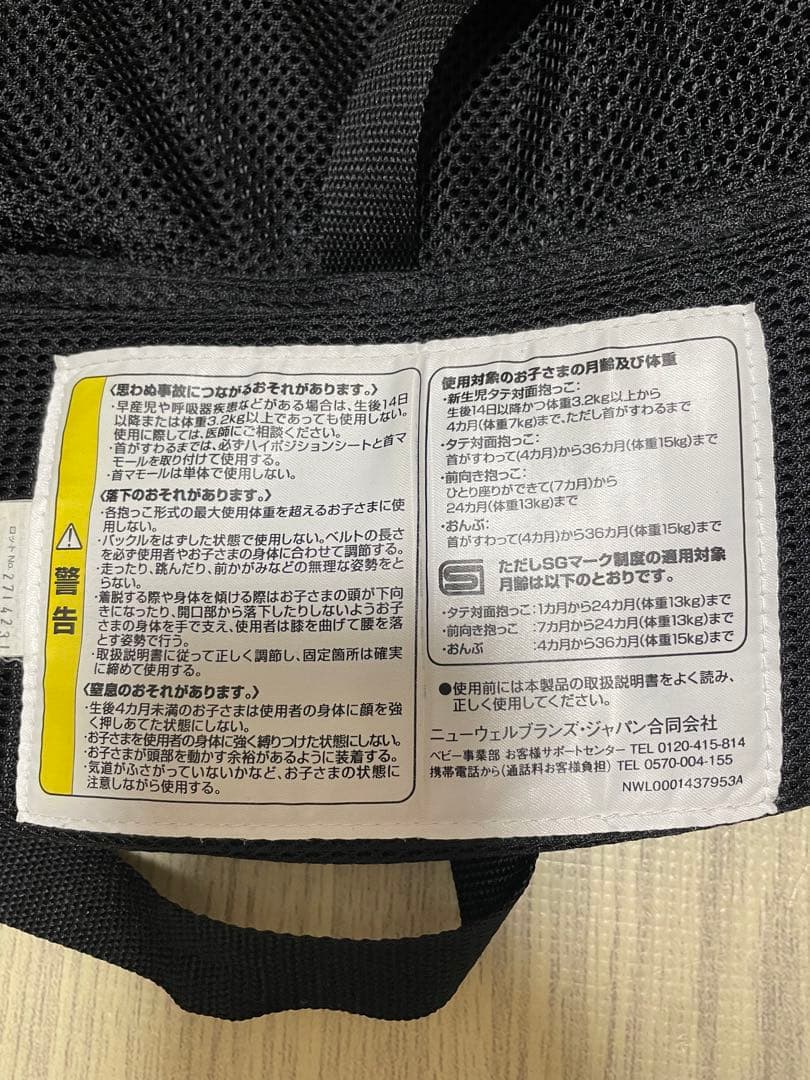 〈思わぬ事故につながるおそれがあります。〉
・早産児や呼吸器疾患などがある場合は、生後14日
以降または体重3.2kg以上であっても使用しない。
使用に際しては、医師にご相談ください。
・首がすわるまでは、必ずハイポジションシートと首マ
モールを取り付けて使用する。
・首マモールは単体で使用しない。
〈落下のおそれがあります。〉
・各抱っこ形式の最大使用体重を超えるお子さまに使
用しない。
・バックルをはずした状態で使用しない。ベルトの長さ
を必ず使用者やお子さまの身体に合わせて調節する。
・走ったり、跳んだり、前かがみなどの無理な姿勢をと
らない。
・着脱する際や身体を傾ける際はお子さまの頭が下向
きになったり、開口部から落下したりしないようお子
さまの身体を手で支え、使用者は膝を曲げて腰を落
とす姿勢で行う。
・取扱説明書に従って正しく調節し、固定箇所は確実
に締めて使用する。
〈窒息のおそれがあります。〉
・生後4カ月未満のお子さまは使用者の身体に顔を強
く押しあてた状態にしない。
・お子さまを使用者の身体に強く縛りつけた状態にしない。
・お子さまが頭部を動かす余裕があるように装着する。
・気道がふさがっていないかなど、お子さまの状態に
注意しながら使用する。
警告
ロットNo. 2714231
使用対象のお子さまの月齢及び体重
・新生児タテ対面抱っこ:
生後14日以降かつ体重3.2kg以上から
4カ月(体重7kg)まで、ただし首がすわるまで
・タテ対面抱っこ:
首がすわって(4カ月)から36カ月(体重15kg)まで
・前向き抱っこ:
ひとり座りができて(7カ月)から
24カ月(体重13kg)まで
・おんぶ:
首がすわって(4カ月)から36カ月(体重15kg)まで
S ただしSGマーク制度の適用対象
月齢は以下のとおりです。
・タテ対面抱っこ:1カ月から24カ月(体重13kg)まで
・前向き抱っこ :7カ月から24カ月(体重13kg)まで
・おんぶ :4カ月から36カ月(体重15kg)まで
●使用前には本製品の取扱説明書をよく読み、
正しく使用してください。
ニューウェルブランズ・ジャパン合同会社
ベビー事業部 お客様サポートセンター TEL 0120-415-814
携帯電話から(通話料お客様負担) TEL 0570-004-155
NWL0001437953A